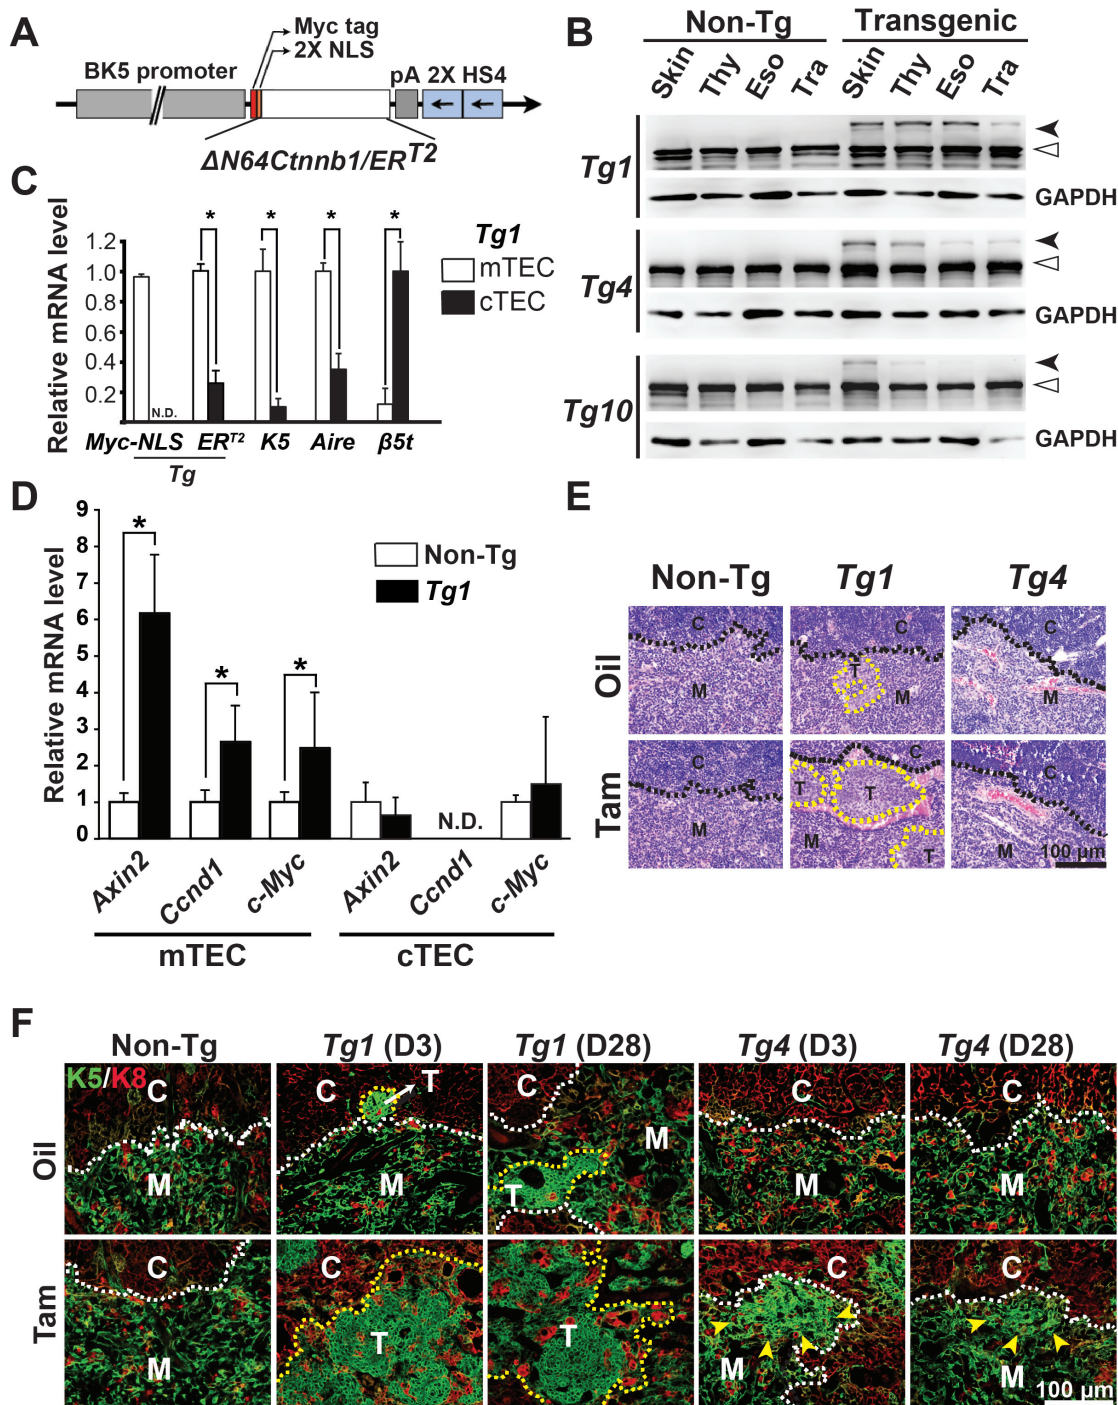 A
Myc tag
2X NLS
BK5 promoter
pA 2X HS4
ΔN64Ctnnb1/ER^T2
B
Non-Tg Transgenic
Skin Thy Eso Tra Skin Thy Eso Tra
Tg1
GAPDH
Tg4
GAPDH
Tg10
GAPDH
C
Relative mRNA level
1.2
1.0
0.8
0.6
0.4
0.2
* * * *
N.D.
Tg1
mTEC
cTEC
Myc-NLS ER^T2 K5 Aire β5t
Tg
D
Relative mRNA level
9
8
7
6
5
4
3
2
1
0
* * *
Non-Tg
Tg1
N.D.
Axin2 Ccnd1 c-Myc Axin2 Ccnd1 c-Myc
mTEC cTEC
E
Non-Tg Tg1 Tg4
Oil
C C C
T
M M M
Tam
C C C
T T
M M T M
100 µm
F
Non-Tg Tg1 (D3) Tg1 (D28) Tg4 (D3) Tg4 (D28)
K5/K8
Oil
C C T C C C
M M T M M M
Tam
C C C C
M T T M M
100 µm